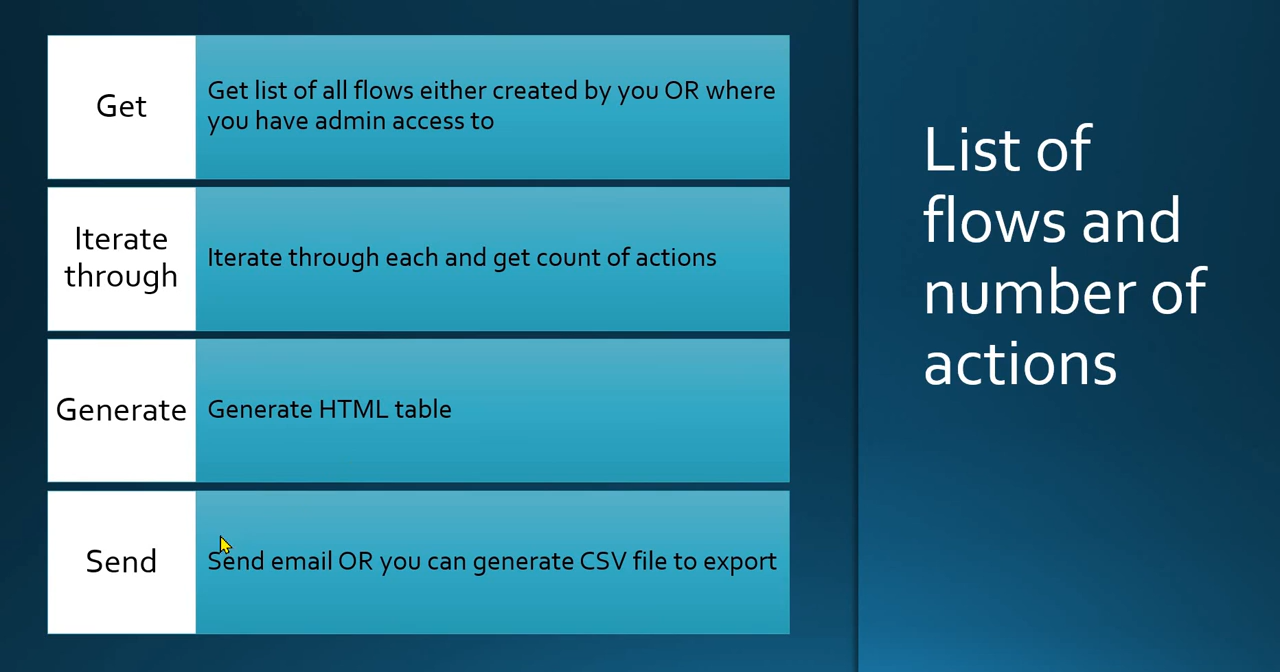 Get
Get list of all flows either created by you OR where
you have admin access to
Iterate
through
Iterate through each and get count of actions
Generate
Generate HTML table
Send
Send email OR you can generate CSV file to export
List of
flows and
number of
actions